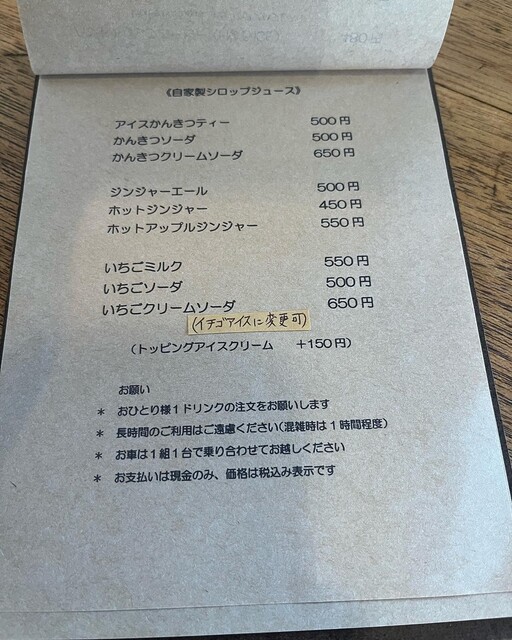 《自家製シロップジュース》
アイスかんきつティー 500円
かんきつソーダ 500円
かんきつクリームソーダ 650円
ジンジャーエール 500円
ホットジンジャー 450円
ホットアップルジンジャー 550円
いちごミルク 550円
いちごソーダ 500円
いちごクリームソーダ 650円
(イチゴアイスに変更可)
(トッピングアイスクリーム +150円)
お願い
* おひとり様1ドリンクの注文をお願いします
* 長時間のご利用はご遠慮ください(混雑時は1時間程度)
* お車は1組1台で乗り合わせてお越しください
* お支払いは現金のみ、価格は税込み表示です